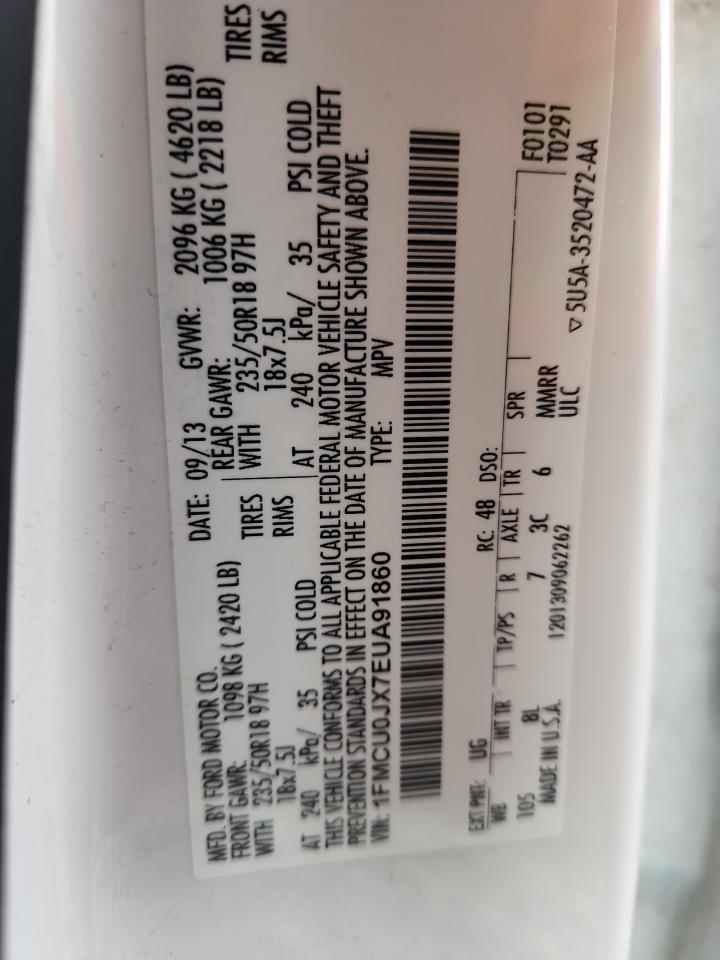 MFD. BY FORD MOTOR CO.
DATE: 09/13 GVWR: 2096 KG ( 4620 LB)
FRONT GAWR: 1098 KG ( 2420 LB) REAR GAWR: 1006 KG ( 2218 LB)
WITH 235/50R18 97H TIRES WITH 235/50R18 97H TIRES
18x7.5J RIMS 18x7.5J RIMS
AT 240 kPa/ 35 PSI COLD AT 240 kPa/ 35 PSI COLD
THIS VEHICLE CONFORMS TO ALL APPLICABLE FEDERAL MOTOR VEHICLE SAFETY AND THEFT
PREVENTION STANDARDS IN EFFECT ON THE DATE OF MANUFACTURE SHOWN ABOVE.
VIN: 1FMCU0JX7EUA91860 TYPE: MPV
EXT PNT: UG RC: 48 DSO:
WB INT TR TP/PS R AXLE TR SPR
F0101
105 8L 7 3C 6 MMRR T0291
MADE IN U.S.A. 1201309062262 ULC
▽ 5U5A-3520472-AA